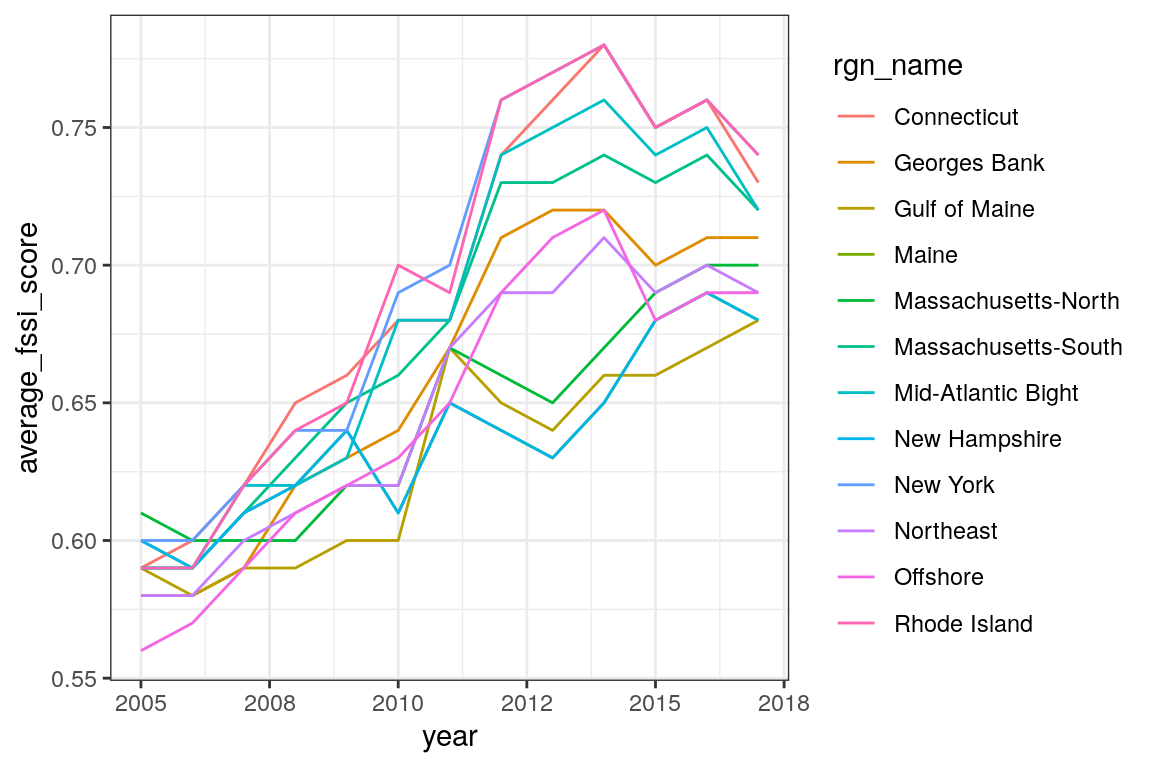 rgn_name
Connecticut
Georges Bank
Gulf of Maine
Maine
Massachusetts-North
Massachusetts-South
Mid-Atlantic Bight
New Hampshire
New York
Northeast
Offshore
Rhode Island
average_fssi_score
0.75
0.70
0.65
0.60
0.55
2005 2008 2010 2012 2015 2018
year